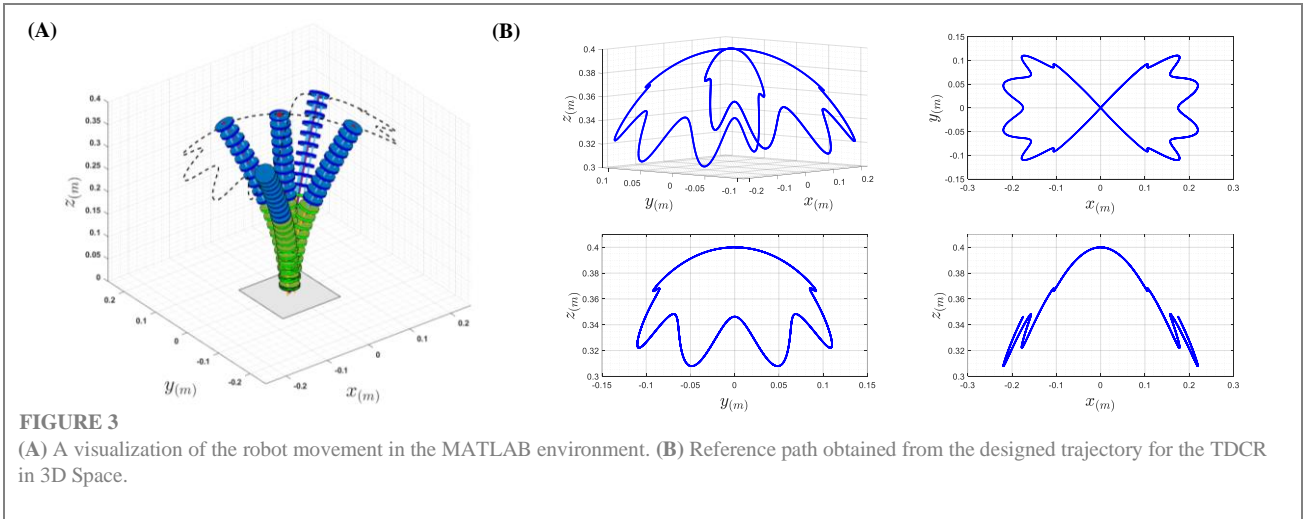 (A)
(B)
0.4
0.35
0.3
0.25
0.2
0.15
0.1
0.05
0
z(m)
0.2
0.1
0
-0.1
-0.2
y(m)
-0.2
-0.1
0
0.1
0.2
x(m)
0.4
0.38
0.36
0.34
0.32
0.3
z(m)
0.1
0.05
0
-0.05
-0.1
y(m)
-0.2
-0.1
0
0.1
0.2
x(m)
0.15
0.1
0.05
0
-0.05
-0.1
-0.15
y(m)
-0.3 -0.2 -0.1 0 0.1 0.2 0.3
x(m)
0.4
0.38
0.36
0.34
0.32
0.3
z(m)
-0.15 -0.1 -0.05 0 0.05 0.1 0.15
y(m)
0.4
0.38
0.36
0.34
0.32
0.3
z(m)
-0.3 -0.2 -0.1 0 0.1 0.2 0.3
x(m)
FIGURE 3
(A) A visualization of the robot movement in the MATLAB environment. (B) Reference path obtained from the designed trajectory for the TDCR
in 3D Space.